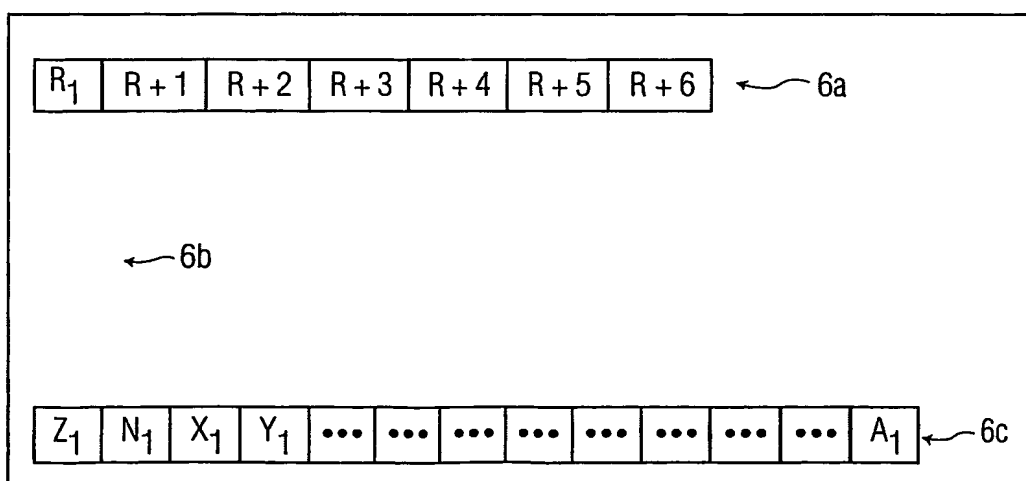 R₁ R + 1 R + 2 R + 3 R + 4 R + 5 R + 6 6a
6b
Z₁ N₁ X₁ Y₁ ••• ••• ••• ••• ••• ••• ••• ••• A₁ 6c